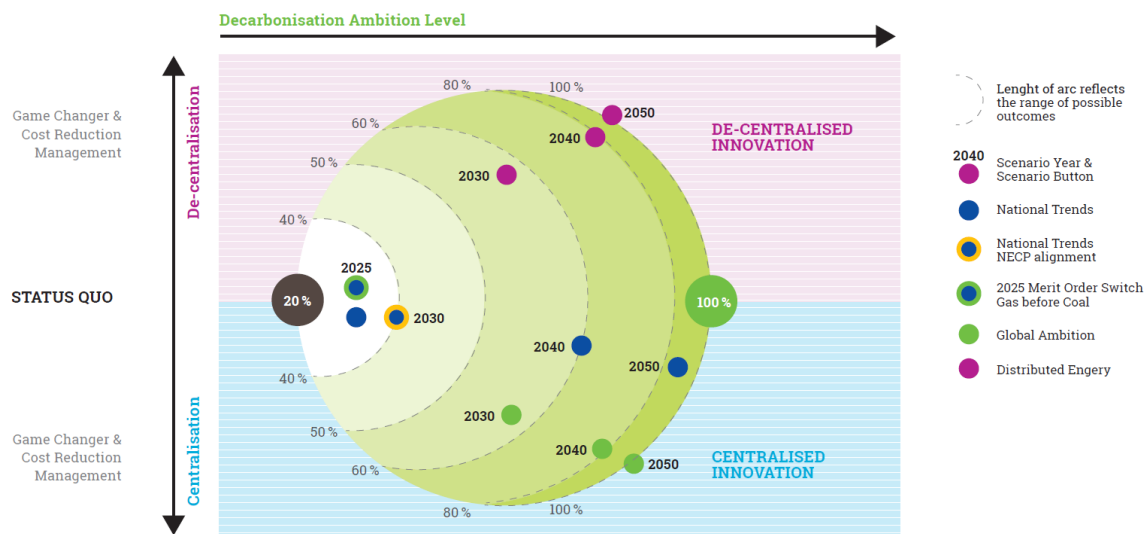 Decarbonisation Ambition Level
De-centralisation
Centralisation
Game Changer &
Cost Reduction
Management
STATUS QUO
Game Changer &
Cost Reduction
Management
80 %
100 %
60 %
50 %
40 %
2050
2040
DE-CENTRALISED
INNOVATION
2030
2025
20 %
2030
100 %
2040
2050
40 %
2030
50 %
60 %
2040
2050
CENTRALISED
INNOVATION
80 %
100 %
Lenght of arc reflects
the range of possible
outcomes
2040
Scenario Year &
Scenario Button
National Trends
National Trends
NECP alignment
2025 Merit Order Switch
Gas before Coal
Global Ambition
Distributed Engery